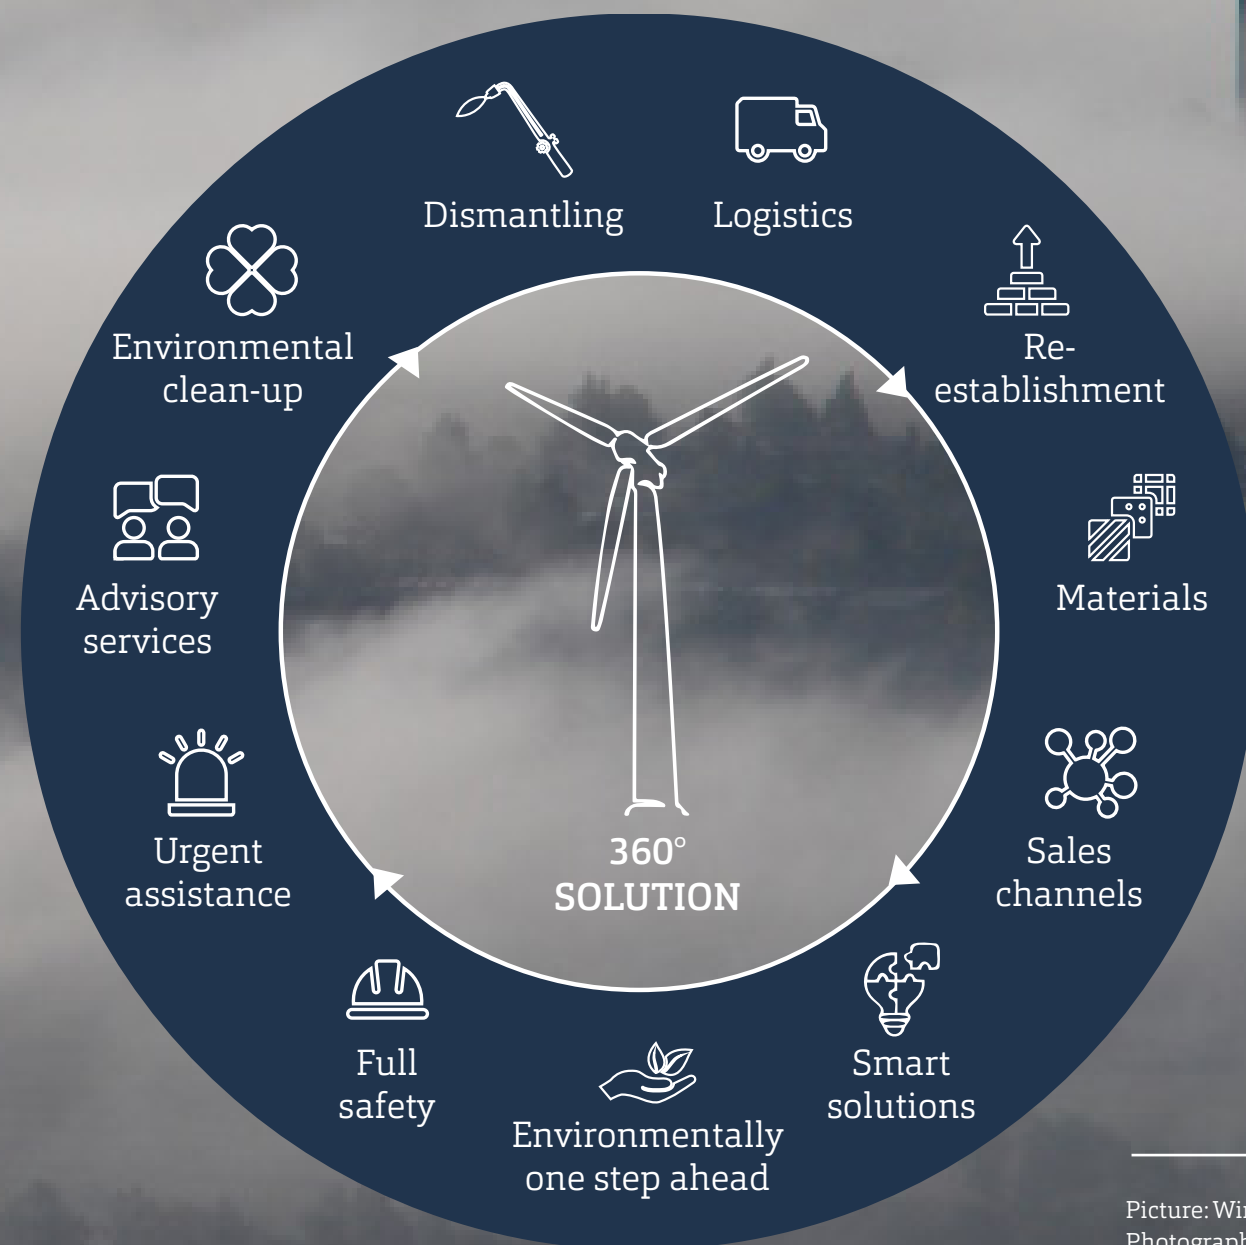 Dismantling
Logistics
Re-
establishment
Materials
Sales
channels
Smart
solutions
Environmentally
one step ahead
Full
safety
Urgent
assistance
Advisory
services
Environmental
clean-up
360°
SOLUTION
Picture: